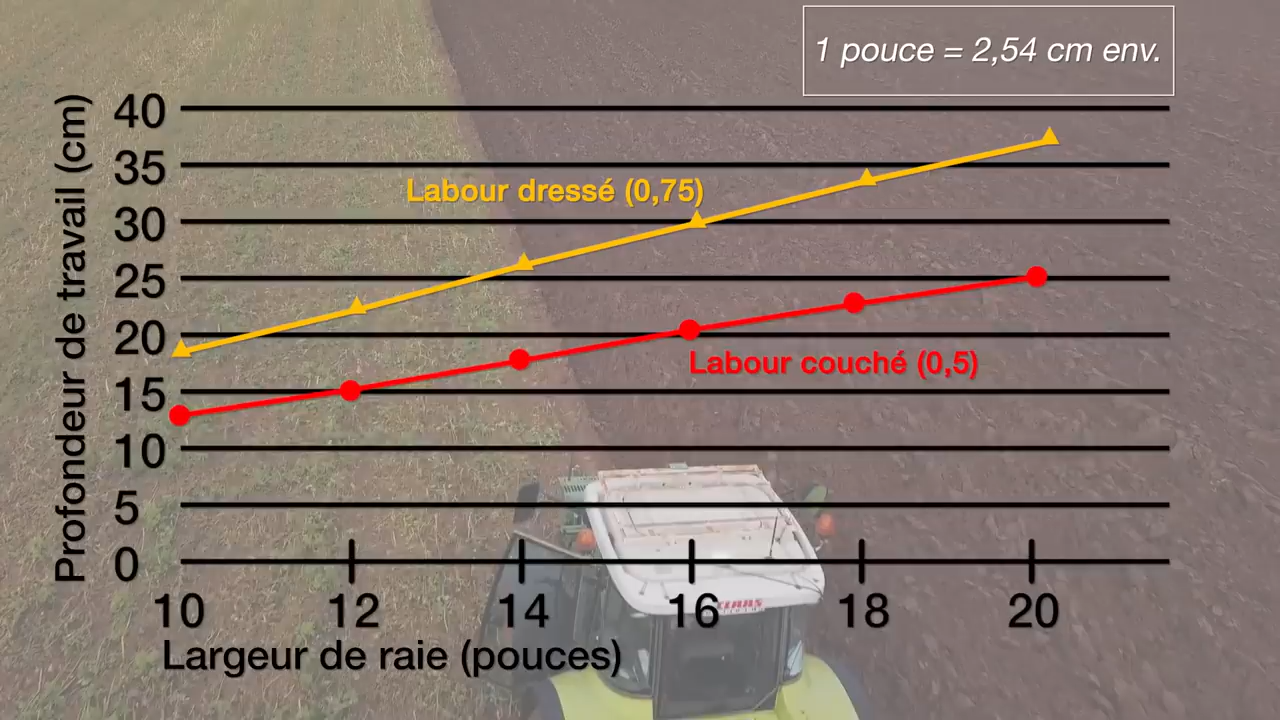 1 pouce = 2,54 cm env.
Profondeur de travail (cm)
40
35
30
25
20
15
10
5
0
Labour dressé (0,75)
Labour couché (0,5)
10 12 14 16 18 20
Largeur de raie (pouces)
CLAAS